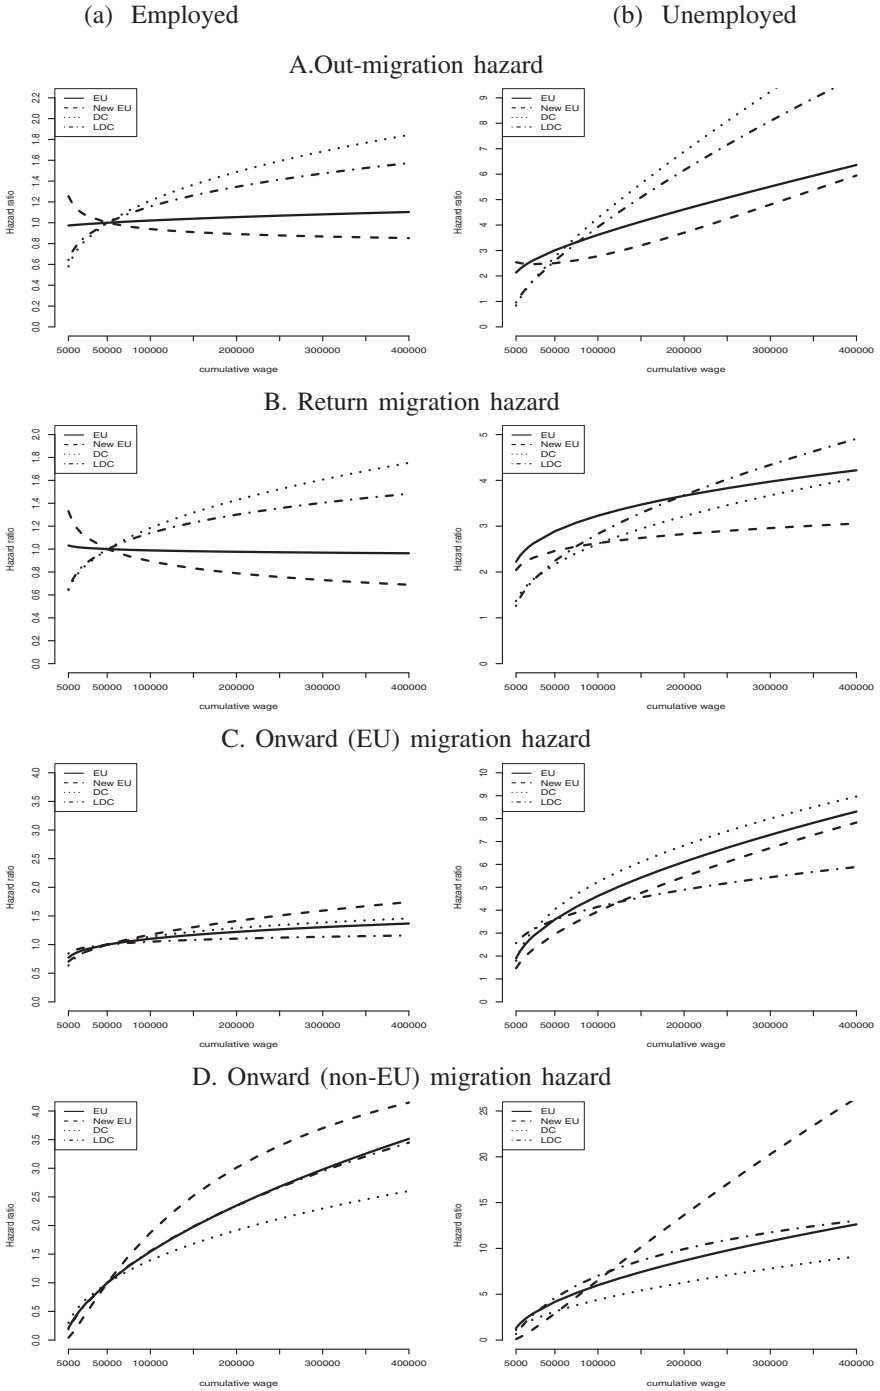 (a) Employed
(b) Unemployed
A.Out-migration hazard
Hazard ratio
2.2
2.0
1.8
1.6
1.4
1.2
1.0
0.8
0.6
0.4
0.2
0.0
EU
New EU
DC
LDC
5000 50000 100000 200000 300000 400000
cumulative wage
Hazard ratio
9
8
7
6
5
4
3
2
1
0
EU
New EU
DC
LDC
5000 50000 100000 200000 300000 400000
cumulative wage
B. Return migration hazard
Hazard ratio
2.0
1.8
1.6
1.4
1.2
1.0
0.8
0.6
0.4
0.2
0.0
EU
New EU
DC
LDC
5000 50000 100000 200000 300000 400000
cumulative wage
Hazard ratio
5
4
3
2
1
0
EU
New EU
DC
LDC
5000 50000 100000 200000 300000 400000
cumulative wage
C. Onward (EU) migration hazard
Hazard ratio
4.0
3.5
3.0
2.5
2.0
1.5
1.0
0.5
0.0
EU
New EU
DC
LDC
5000 50000 100000 200000 300000 400000
cumulative wage
Hazard ratio
10
9
8
7
6
5
4
3
2
1
0
EU
New EU
DC
LDC
5000 50000 100000 200000 300000 400000
cumulative wage
D. Onward (non-EU) migration hazard
Hazard ratio
4.0
3.5
3.0
2.5
2.0
1.5
1.0
0.5
0.0
EU
New EU
DC
LDC
5000 50000 100000 200000 300000 400000
cumulative wage
Hazard ratio
25
20
15
10
5
0
EU
New EU
DC
LDC
5000 50000 100000 200000 300000 400000
cumulative wage